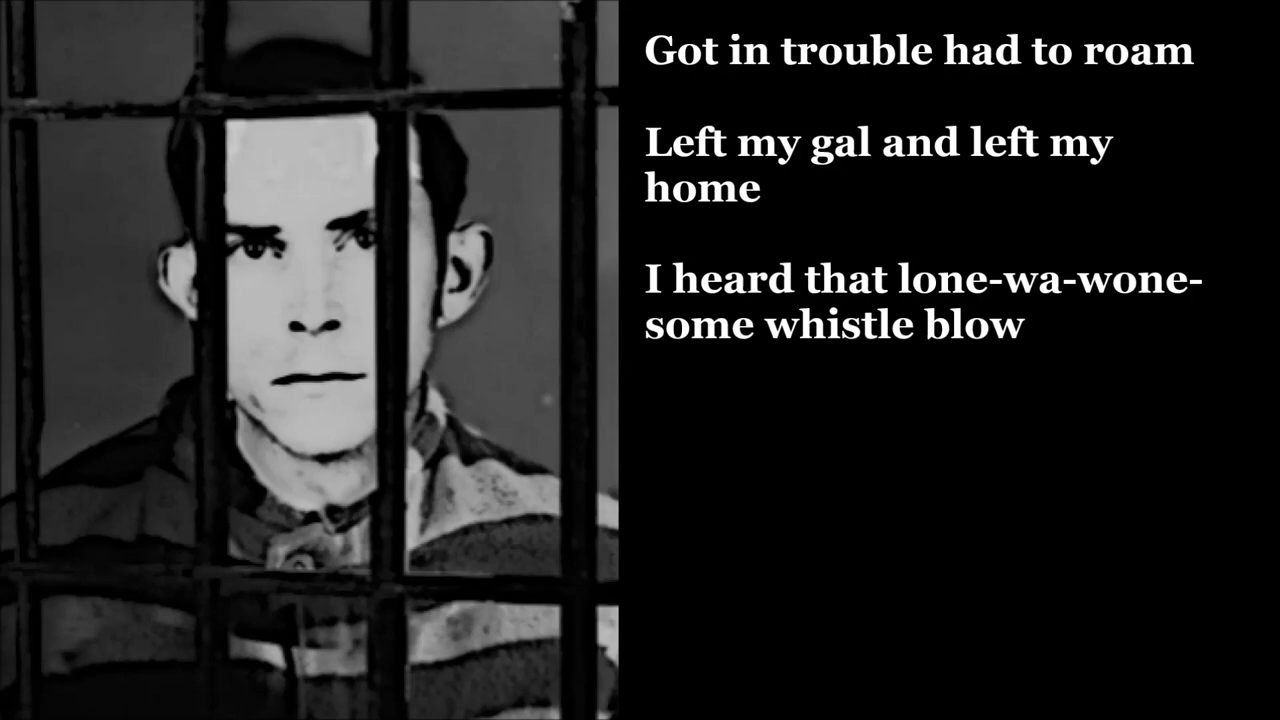 Got in trouble had to roam
Left my gal and left my
home
I heard that lone-wa-wone-
some whistle blow